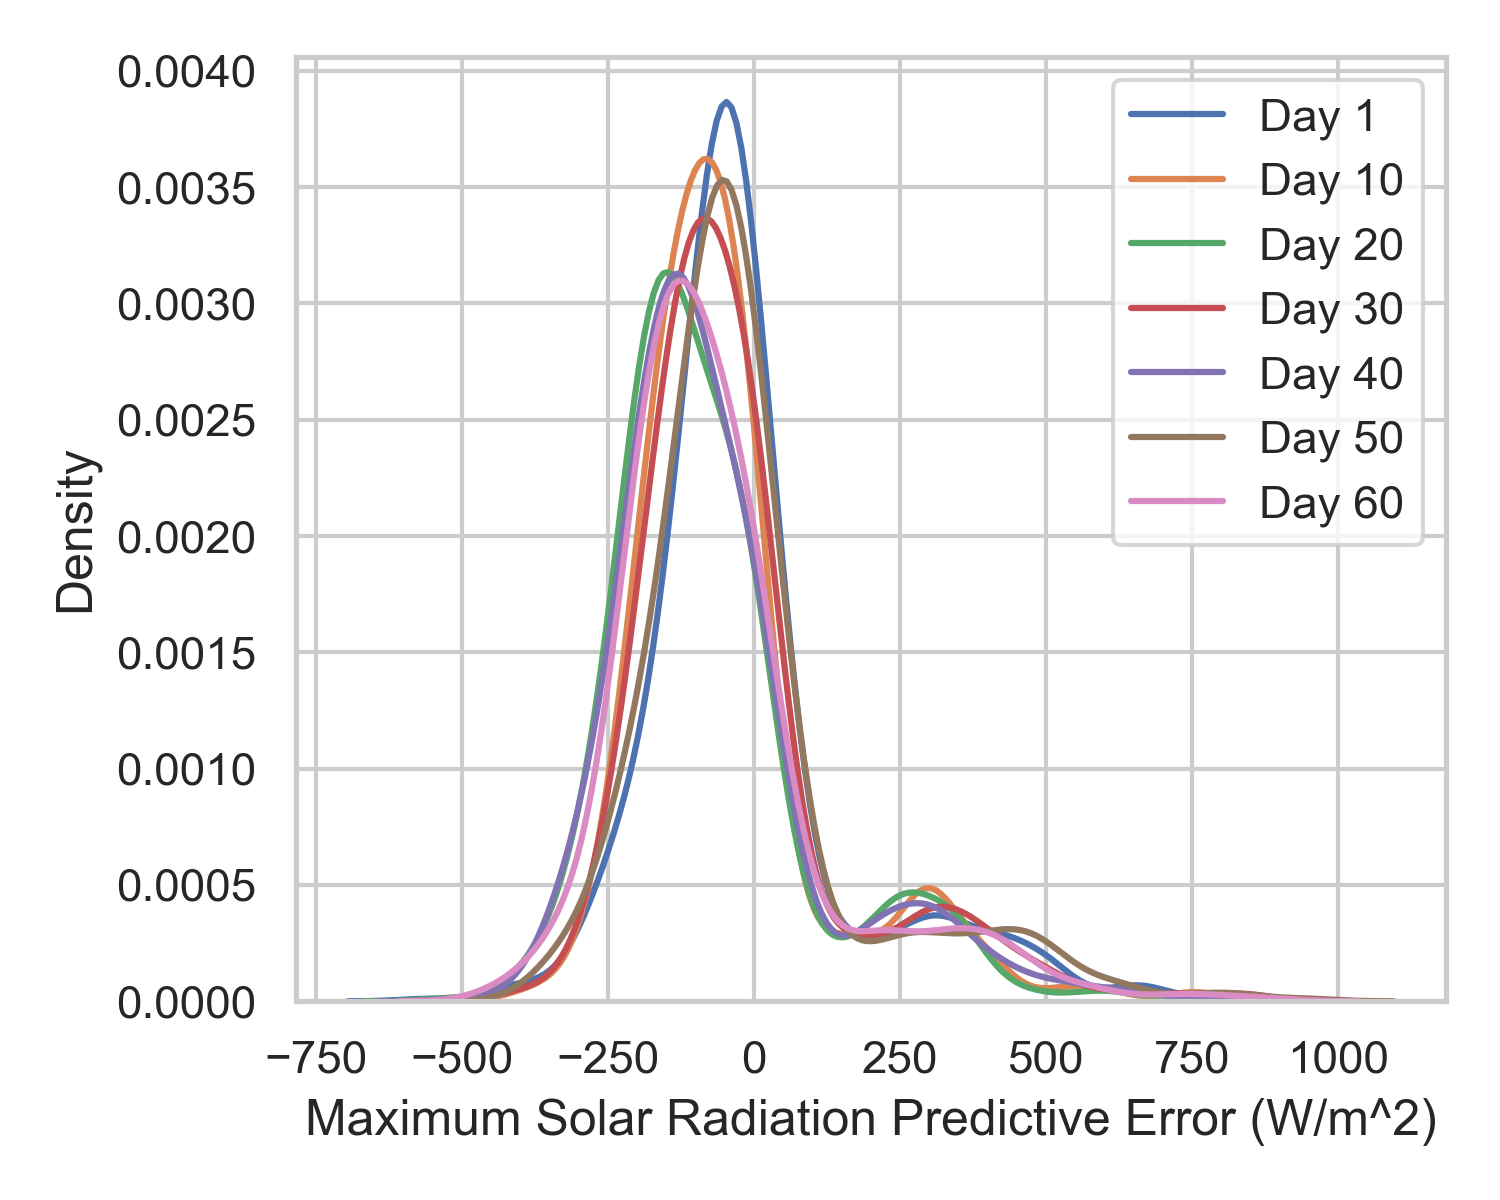 0.0040
0.0035
0.0030
0.0025
0.0020
0.0015
0.0010
0.0005
0.0000
Density
Day 1
Day 10
Day 20
Day 30
Day 40
Day 50
Day 60
−750 −500 −250 0 250 500 750 1000
Maximum Solar Radiation Predictive Error (W/m^2)